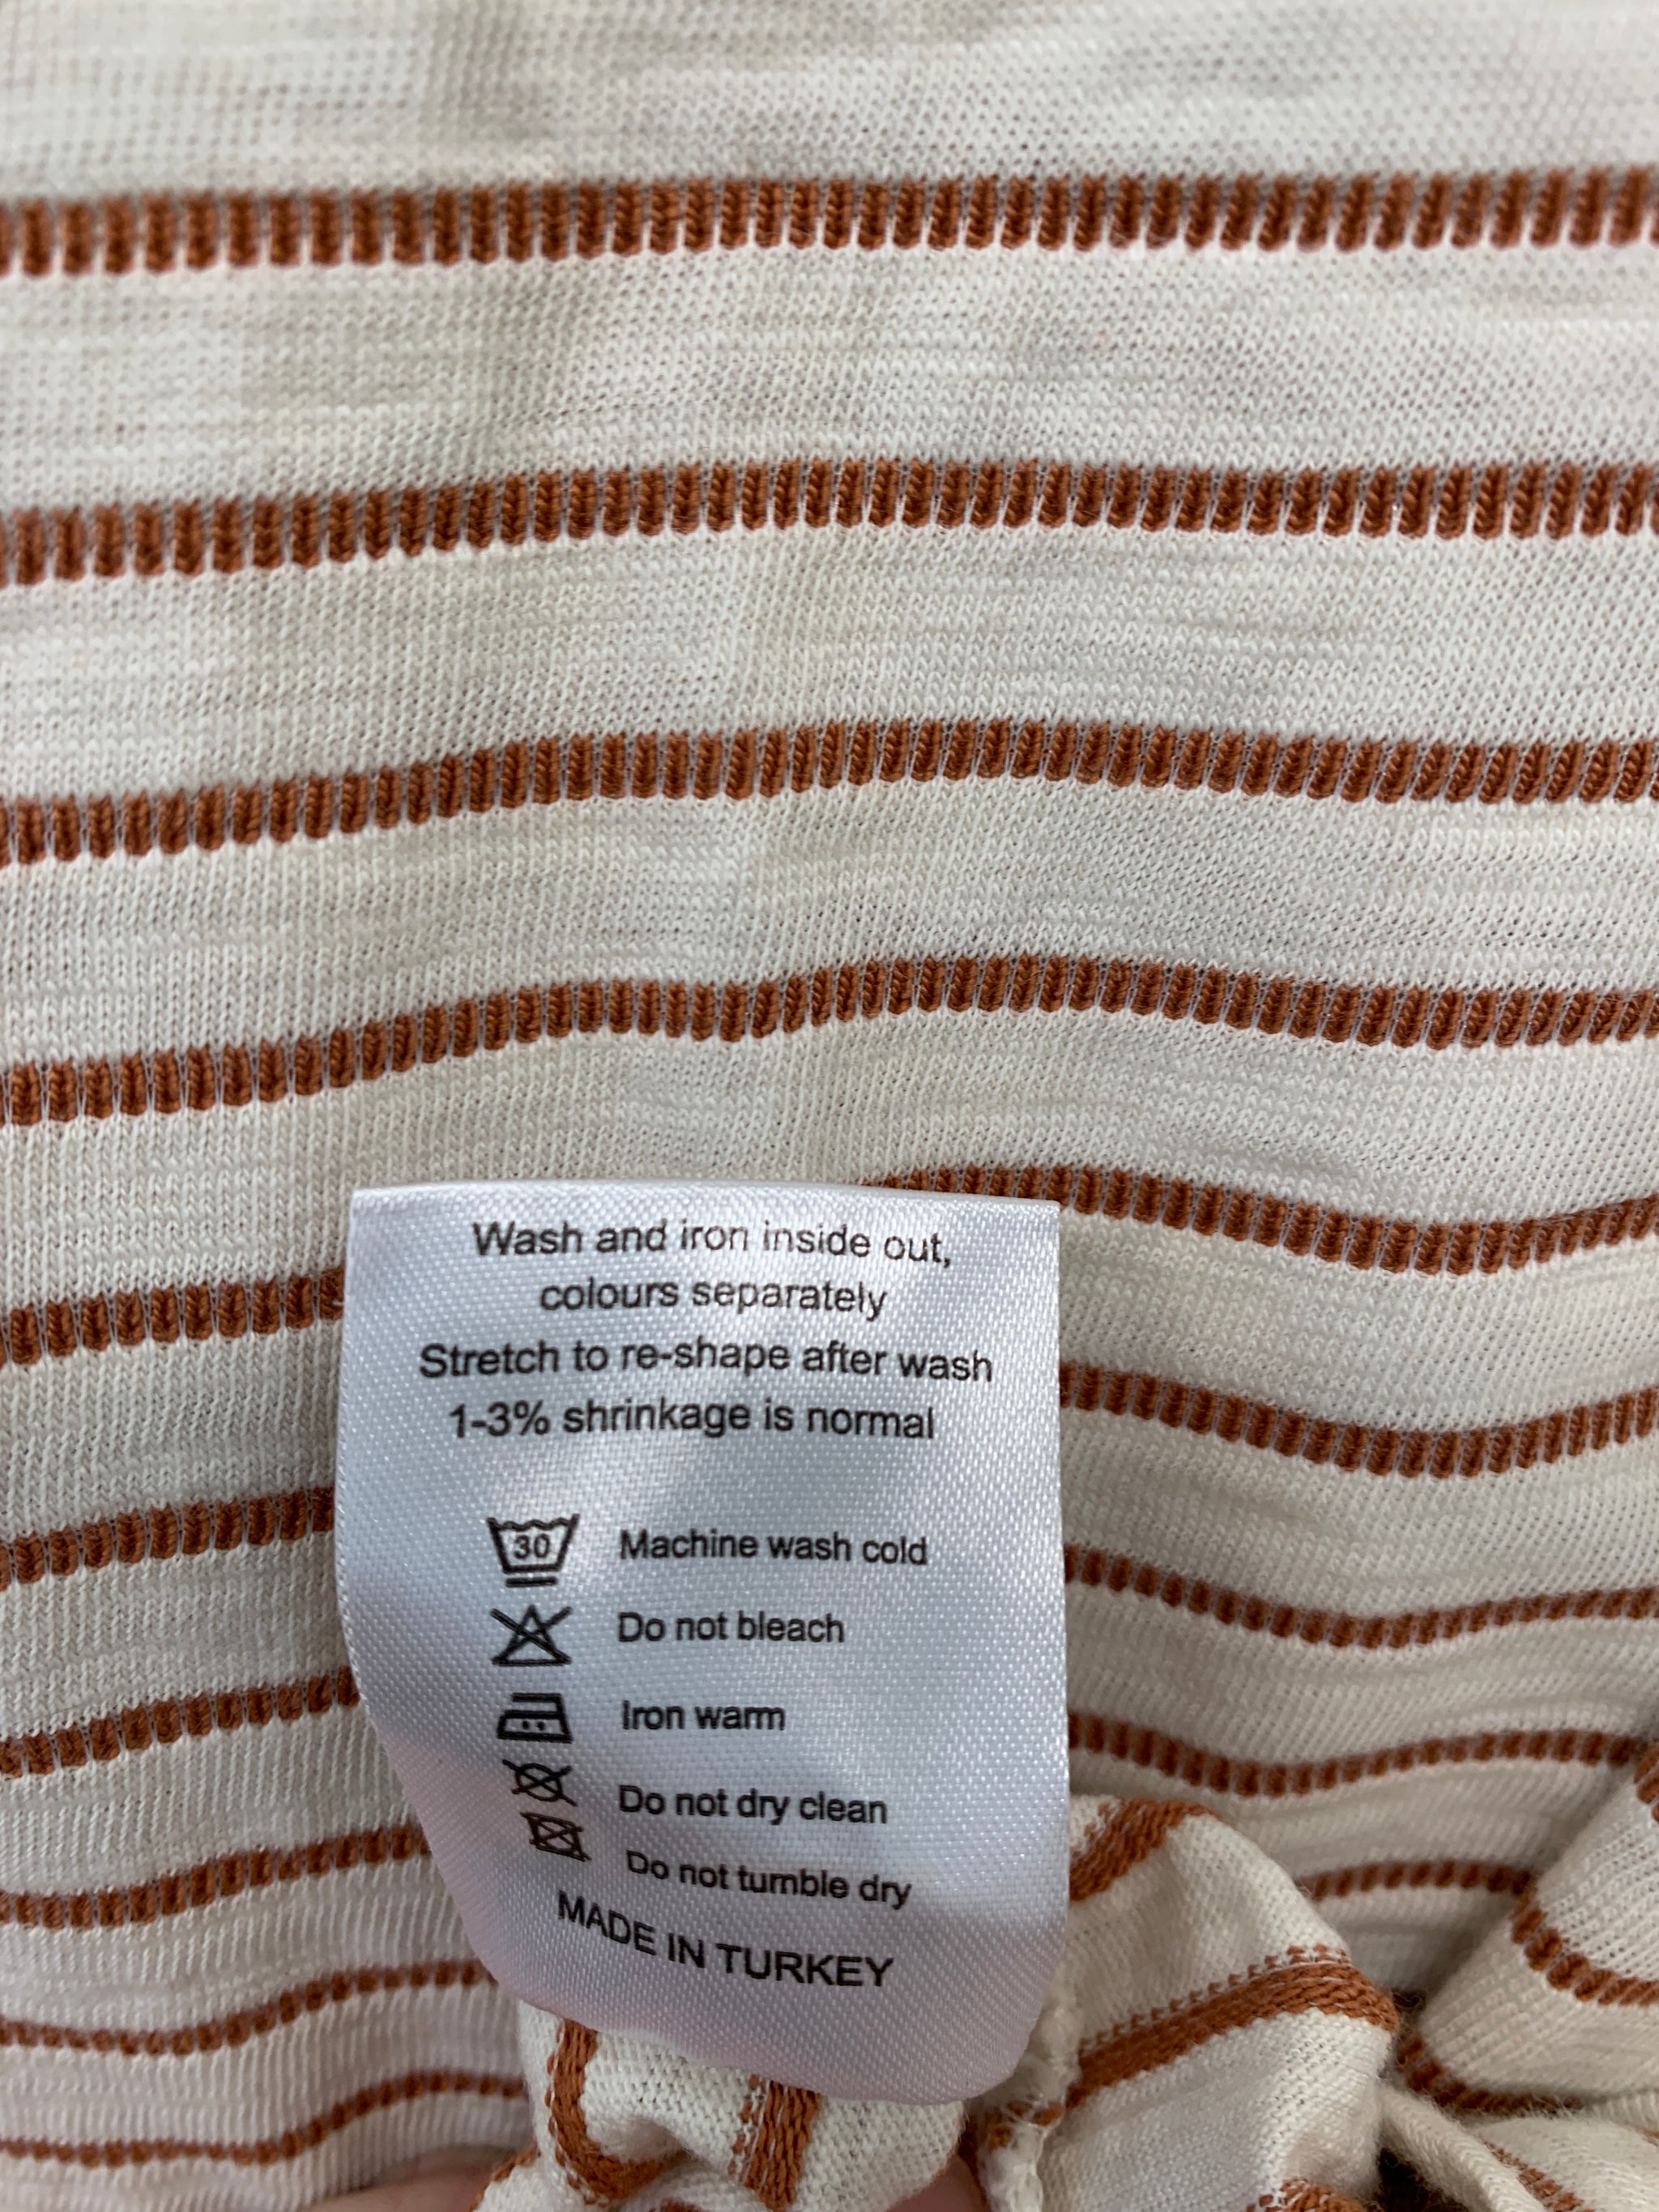 Wash and iron inside out,
colours separately
Stretch to re-shape after wash
1-3% shrinkage is normal
30 Machine wash cold
Do not bleach
Iron warm
Do not dry clean
Do not tumble dry
MADE IN TURKEY